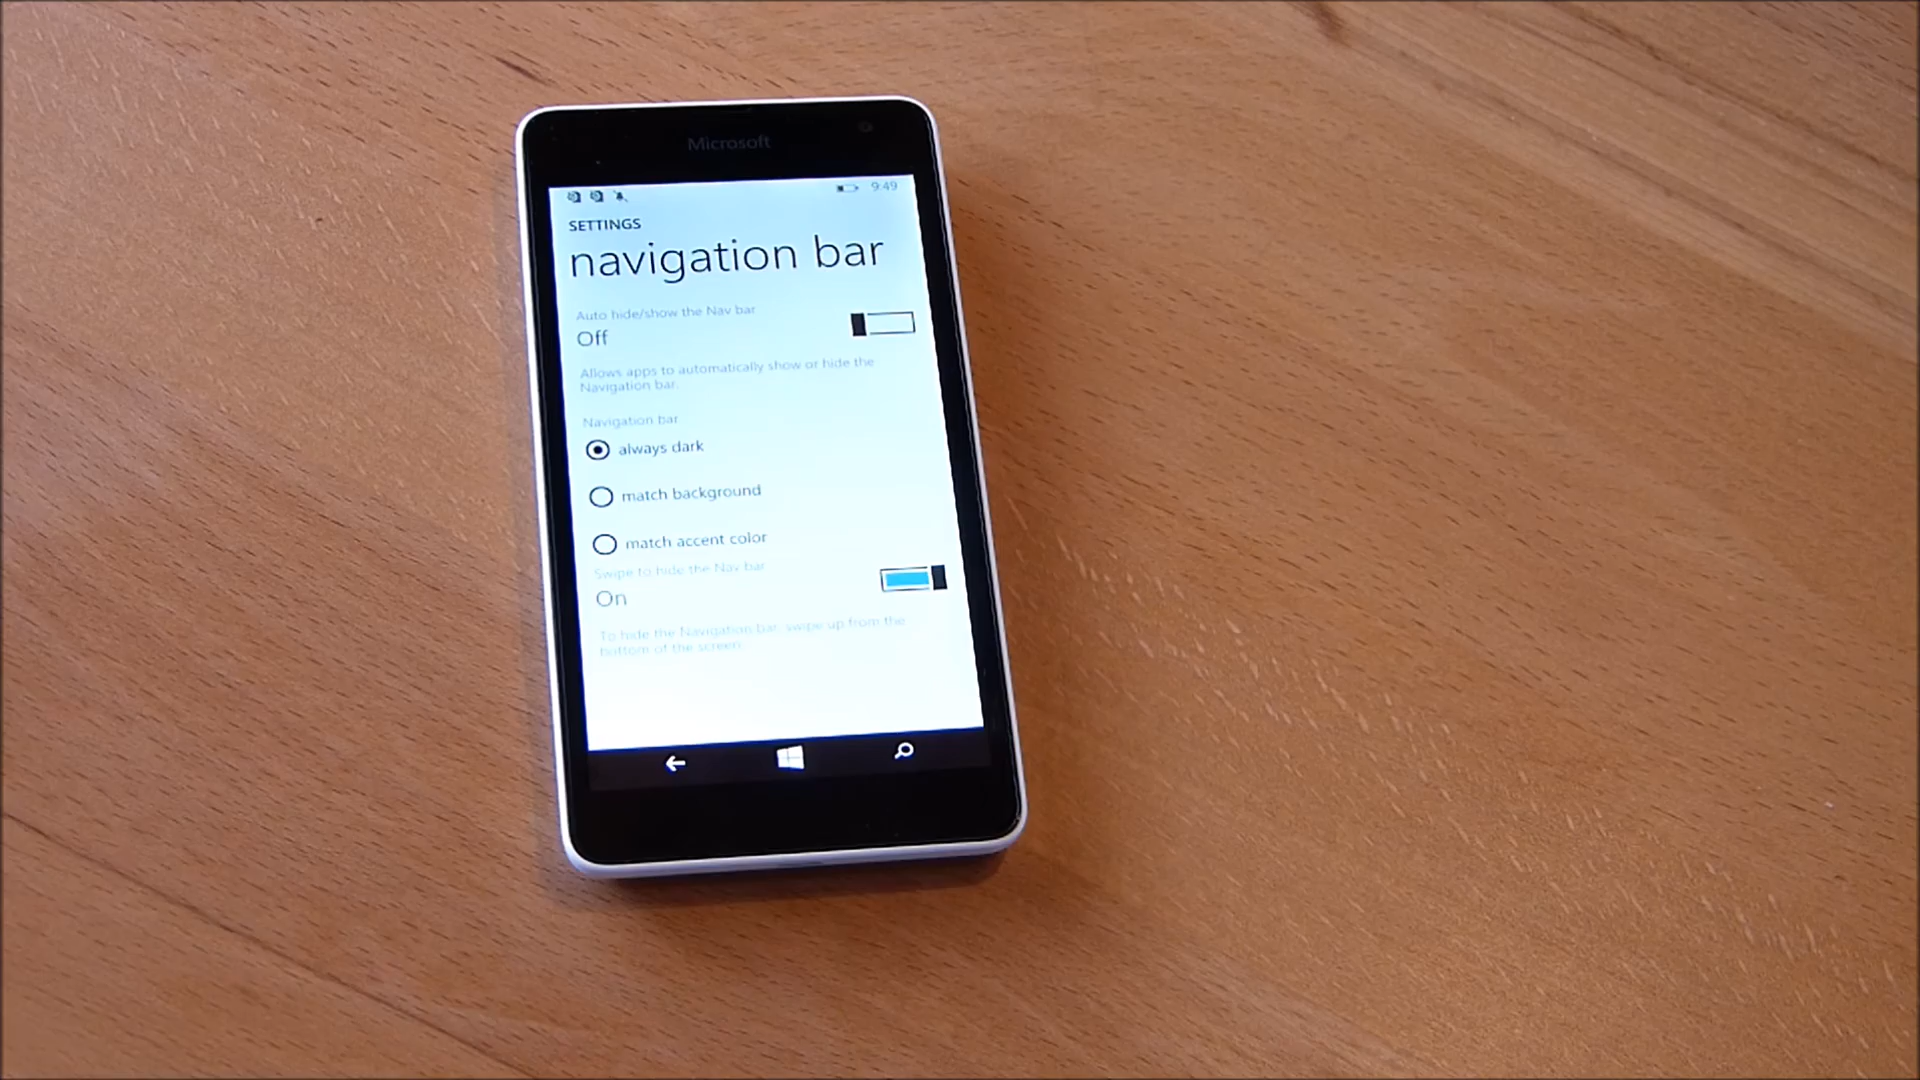 Microsoft
9:49
SETTINGS
navigation bar
Auto hide/show the Nav bar
Off
Allows apps to automatically show or hide the
Navigation bar.
Navigation bar
always dark
match background
match accent color
Swipe to hide the Nav bar
On
To hide the Navigation bar, swipe up from the
bottom of the screen.